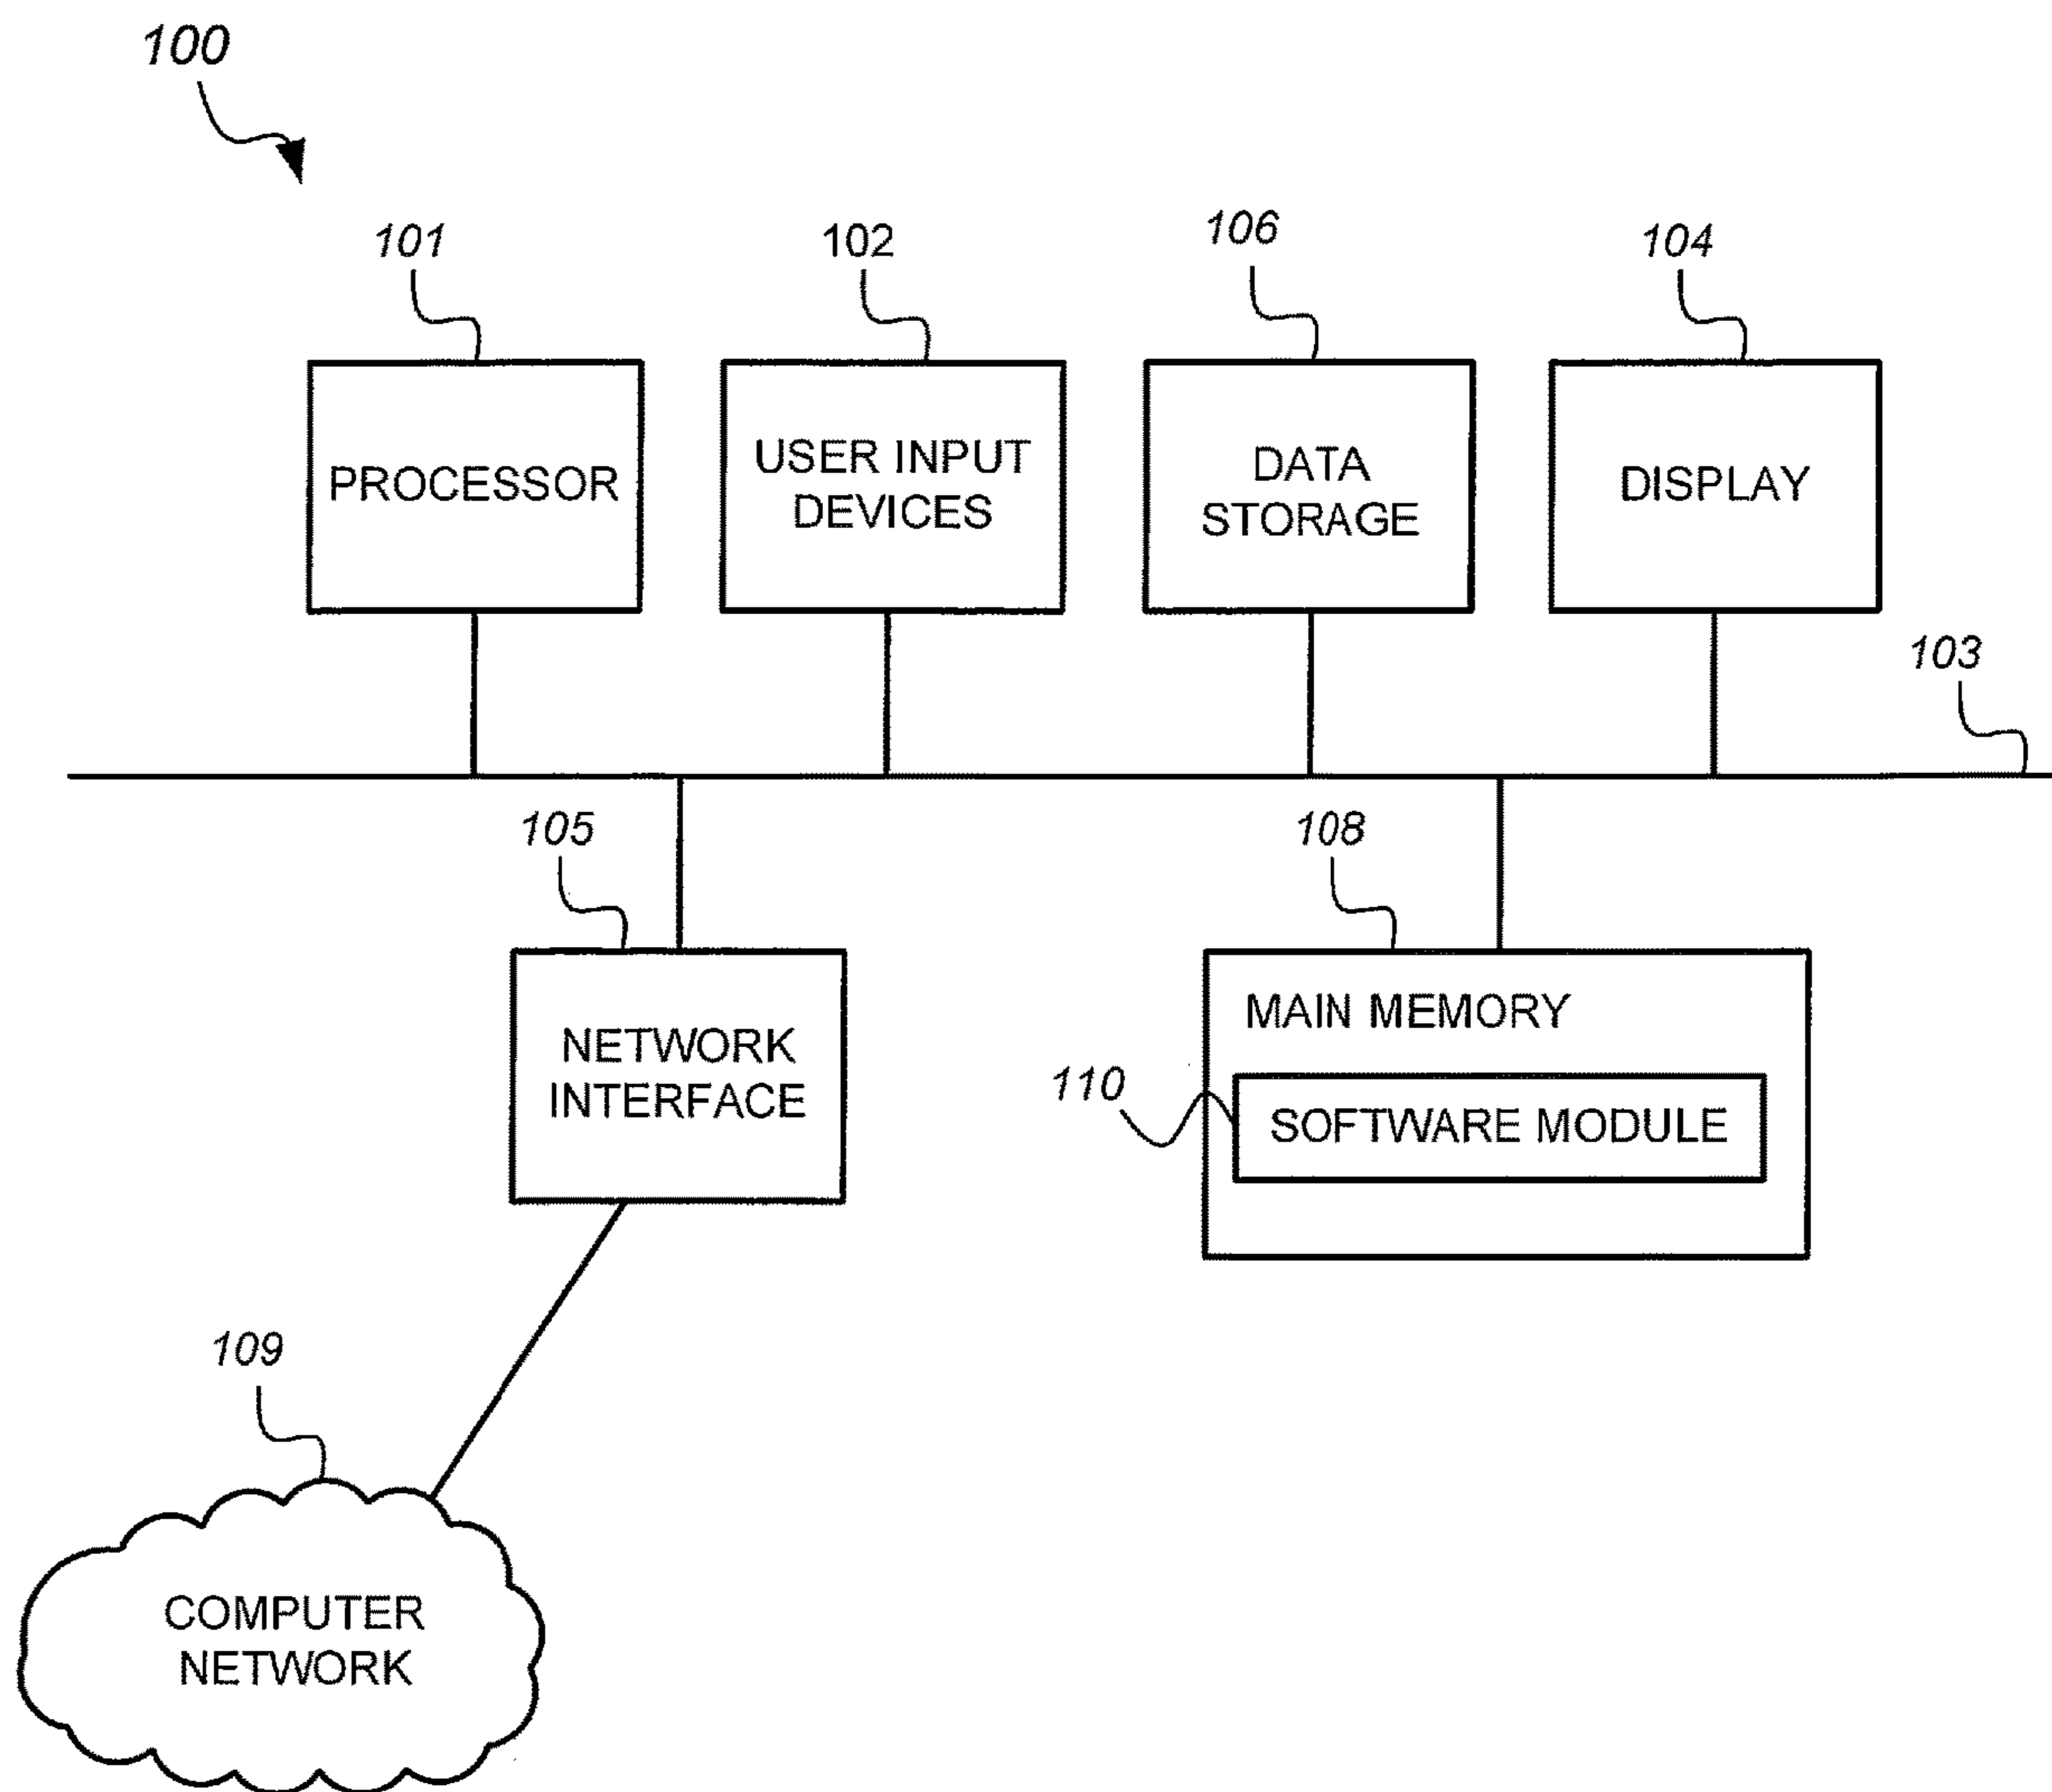 100
101
102
106
104
PROCESSOR
USER INPUT
DEVICES
DATA
STORAGE
DISPLAY
103
105
108
NETWORK
INTERFACE
MAIN MEMORY
110
SOFTWARE MODULE
109
COMPUTER
NETWORK